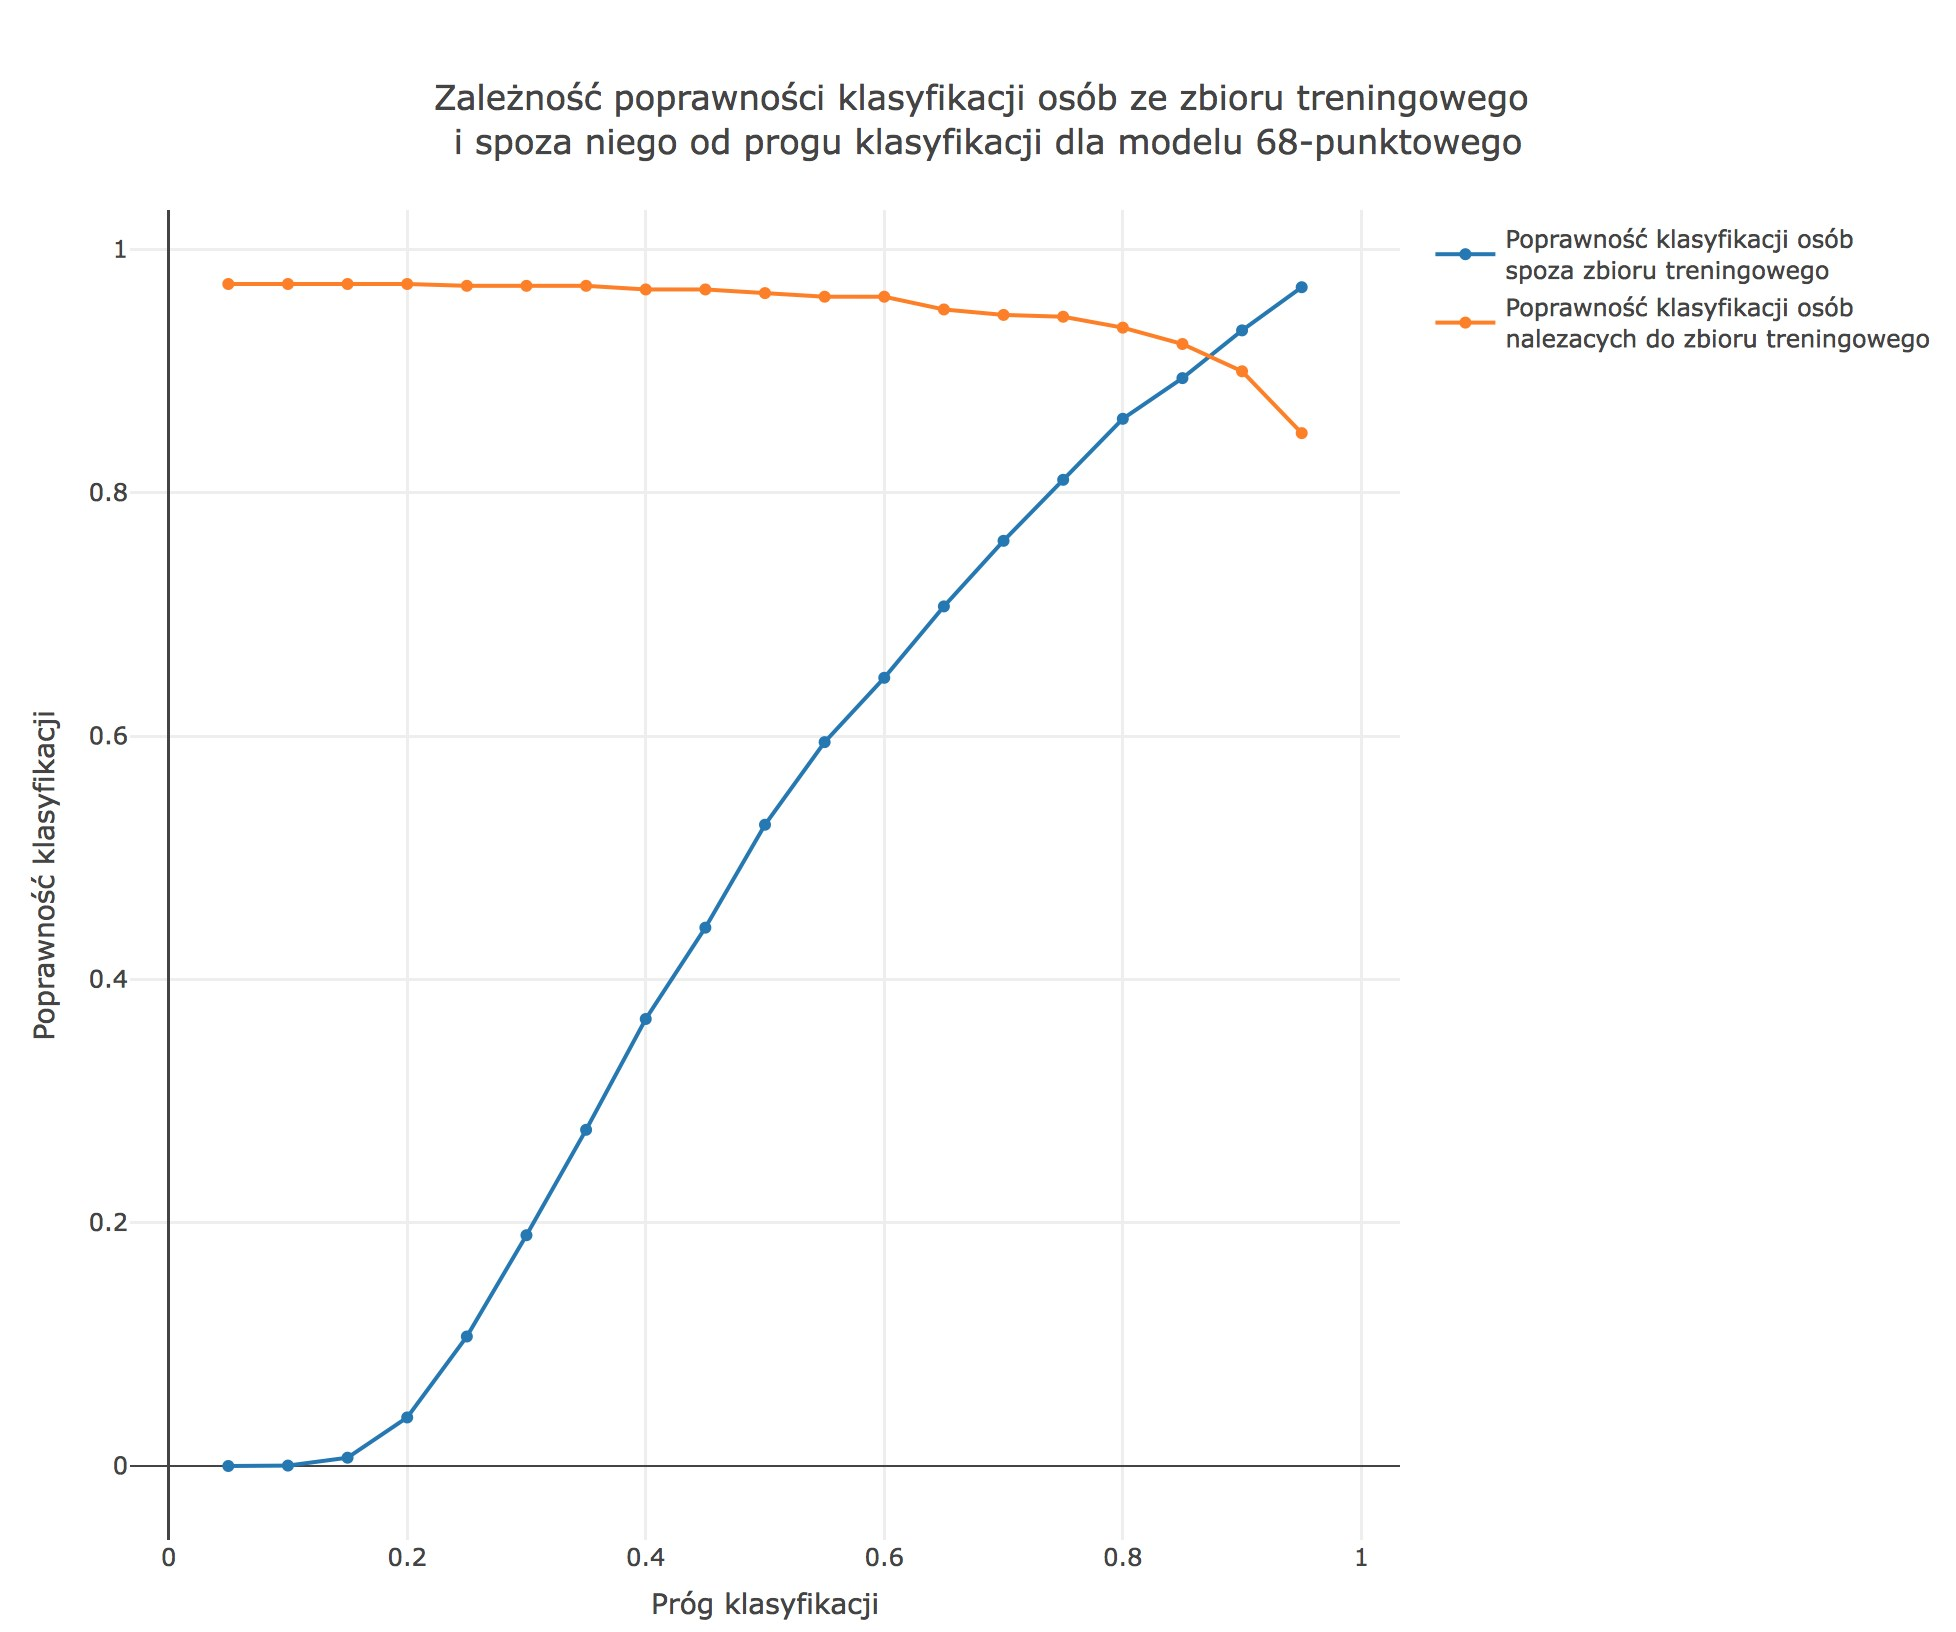 Zależność poprawności klasyfikacji osób ze zbioru treningowego
i spoza niego od progu klasyfikacji dla modelu 68-punktowego
Poprawność klasyfikacji osób
spoza zbioru treningowego
Poprawność klasyfikacji osób
nalezacych do zbioru treningowego
1
0.8
0.6
0.4
0.2
0
Poprawność klasyfikacji
0
0.2
0.4
0.6
0.8
1
Próg klasyfikacji